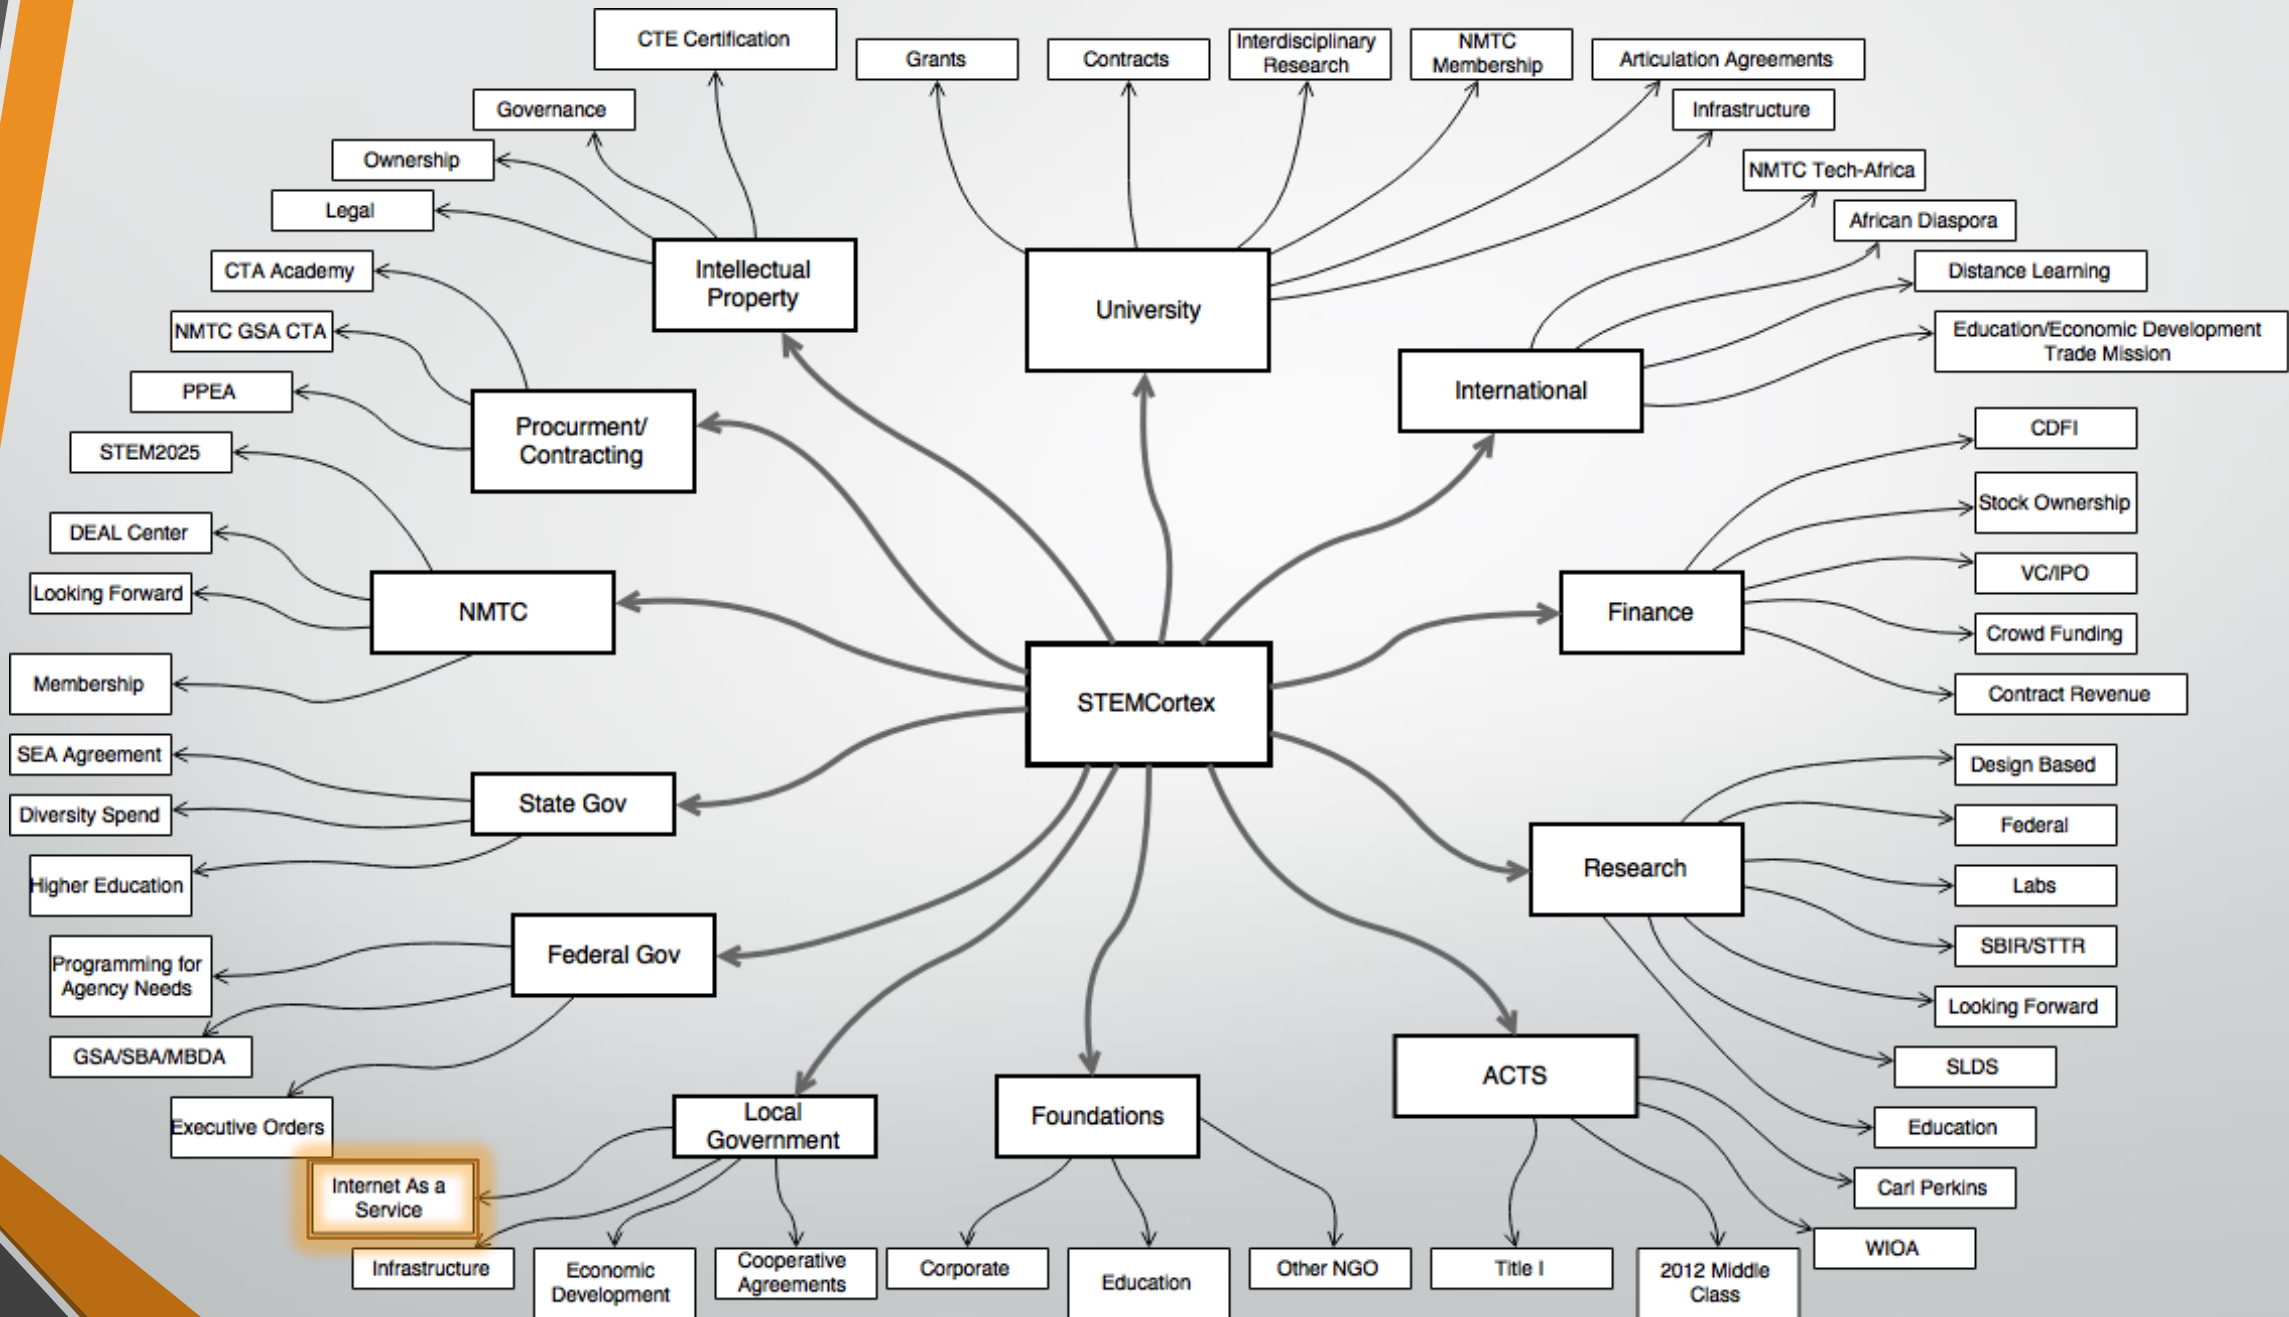 CTE Certification
Grants
Contracts
Interdisciplinary
Research
NMTC
Membership
Articulation Agreements
Governance
Infrastructure
Ownership
NMTC Tech-Africa
Legal
African Diaspora
CTA Academy
Intellectual
Property
University
Distance Learning
NMTC GSA CTA
Education/Economic Development
Trade Mission
PPEA
International
Procurment/
Contracting
CDFI
STEM2025
Stock Ownership
DEAL Center
VC/IPO
Looking Forward
NMTC
Finance
Crowd Funding
Membership
STEMCortex
Contract Revenue
SEA Agreement
Design Based
Diversity Spend
State Gov
Federal
Higher Education
Research
Labs
Programming for
Agency Needs
Federal Gov
SBIR/STTR
Looking Forward
GSA/SBA/MBDA
SLDS
ACTS
Executive Orders
Local
Government
Foundations
Education
Internet As a
Service
Carl Perkins
WIOA
Infrastructure
Economic
Development
Cooperative
Agreements
Corporate
Education
Other NGO
Title I
2012 Middle
Class